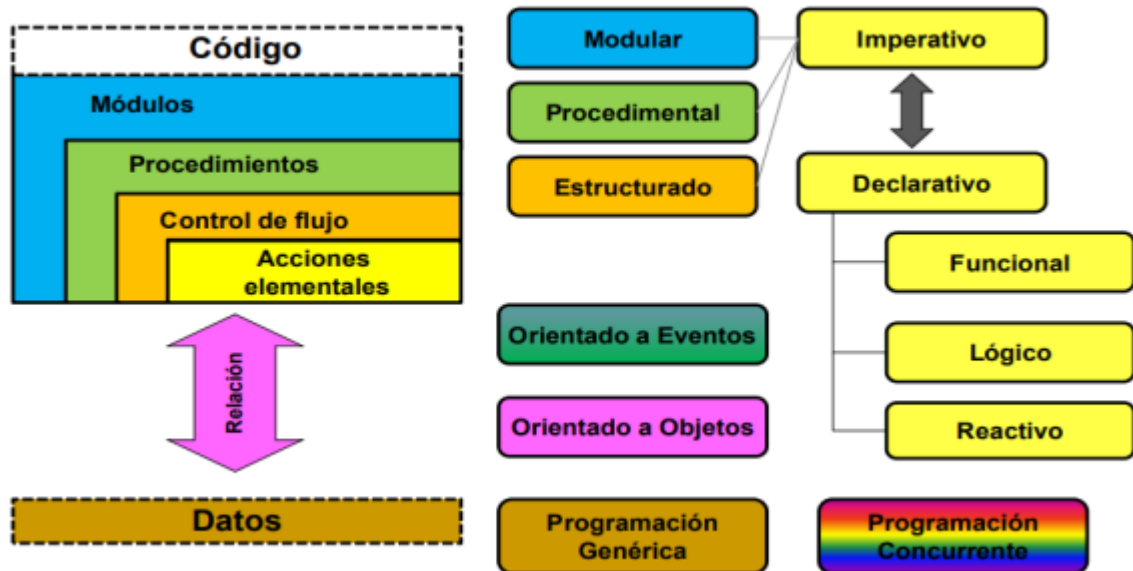 Código
Módulos
Procedimientos
Control de flujo
Acciones
elementales
Relación
Datos
Modular
Procedimental
Estructurado
Orientado a Eventos
Orientado a Objetos
Programación
Genérica
Imperativo
Declarativo
Funcional
Lógico
Reactivo
Programación
Concurrente